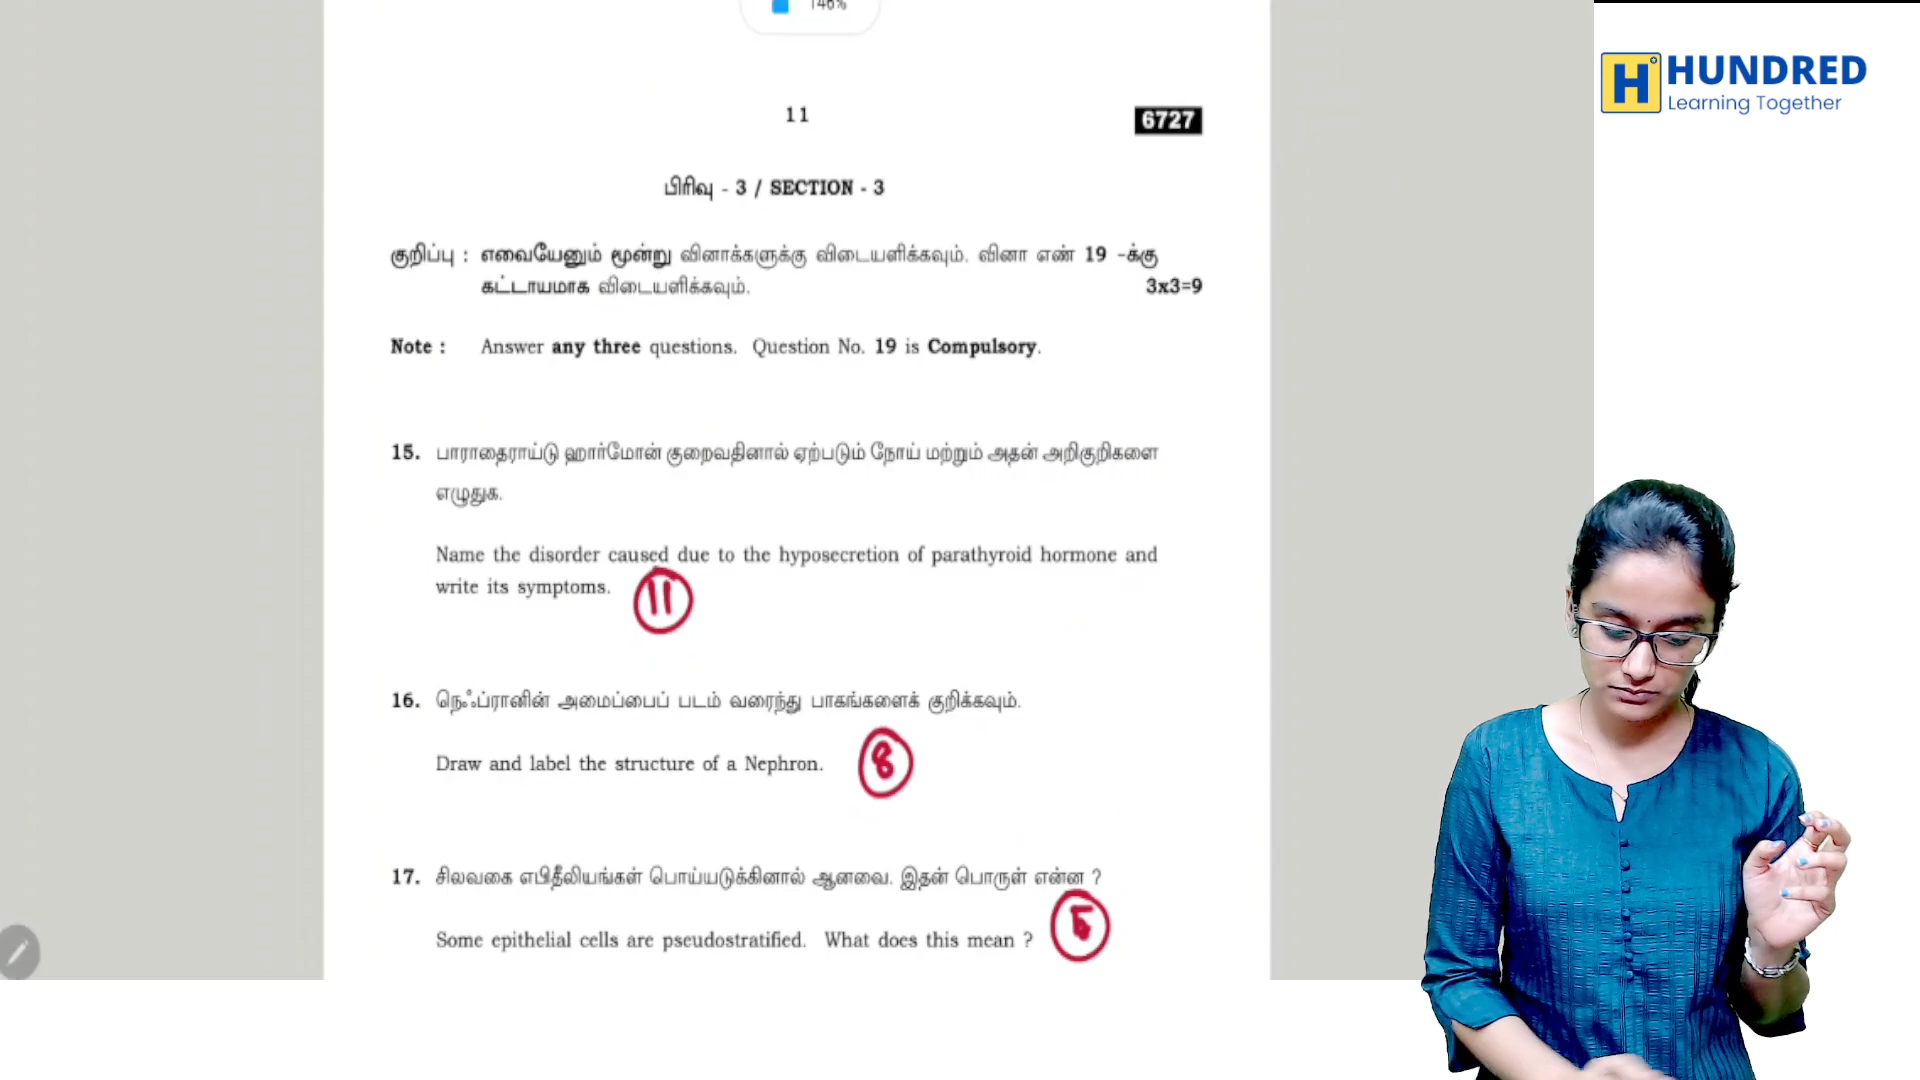 146%
H HUNDRED
Learning Together
11
6727
பிரிவு - 3 / SECTION - 3
குறிப்பு : எவையேனும் மூன்று வினாக்களுக்கு விடையளிக்கவும். வினா எண் 19 -க்கு
கட்டாயமாக விடையளிக்கவும். 3x3=9
Note : Answer any three questions. Question No. 19 is Compulsory.
15. பாராதைராய்டு ஹார்மோன் குறைவதினால் ஏற்படும் நோய் மற்றும் அதன் அறிகுறிகளை
எழுதுக.
Name the disorder caused due to the hyposecretion of parathyroid hormone and
write its symptoms. 11
16. நெஃப்ரானின் அமைப்பைப் படம் வரைந்து பாகங்களைக் குறிக்கவும்.
Draw and label the structure of a Nephron. 8
17. சிலவகை எபிதீலியங்கள் பொய்யடுக்கினால் ஆனவை. இதன் பொருள் என்ன ?
Some epithelial cells are pseudostratified. What does this mean ?